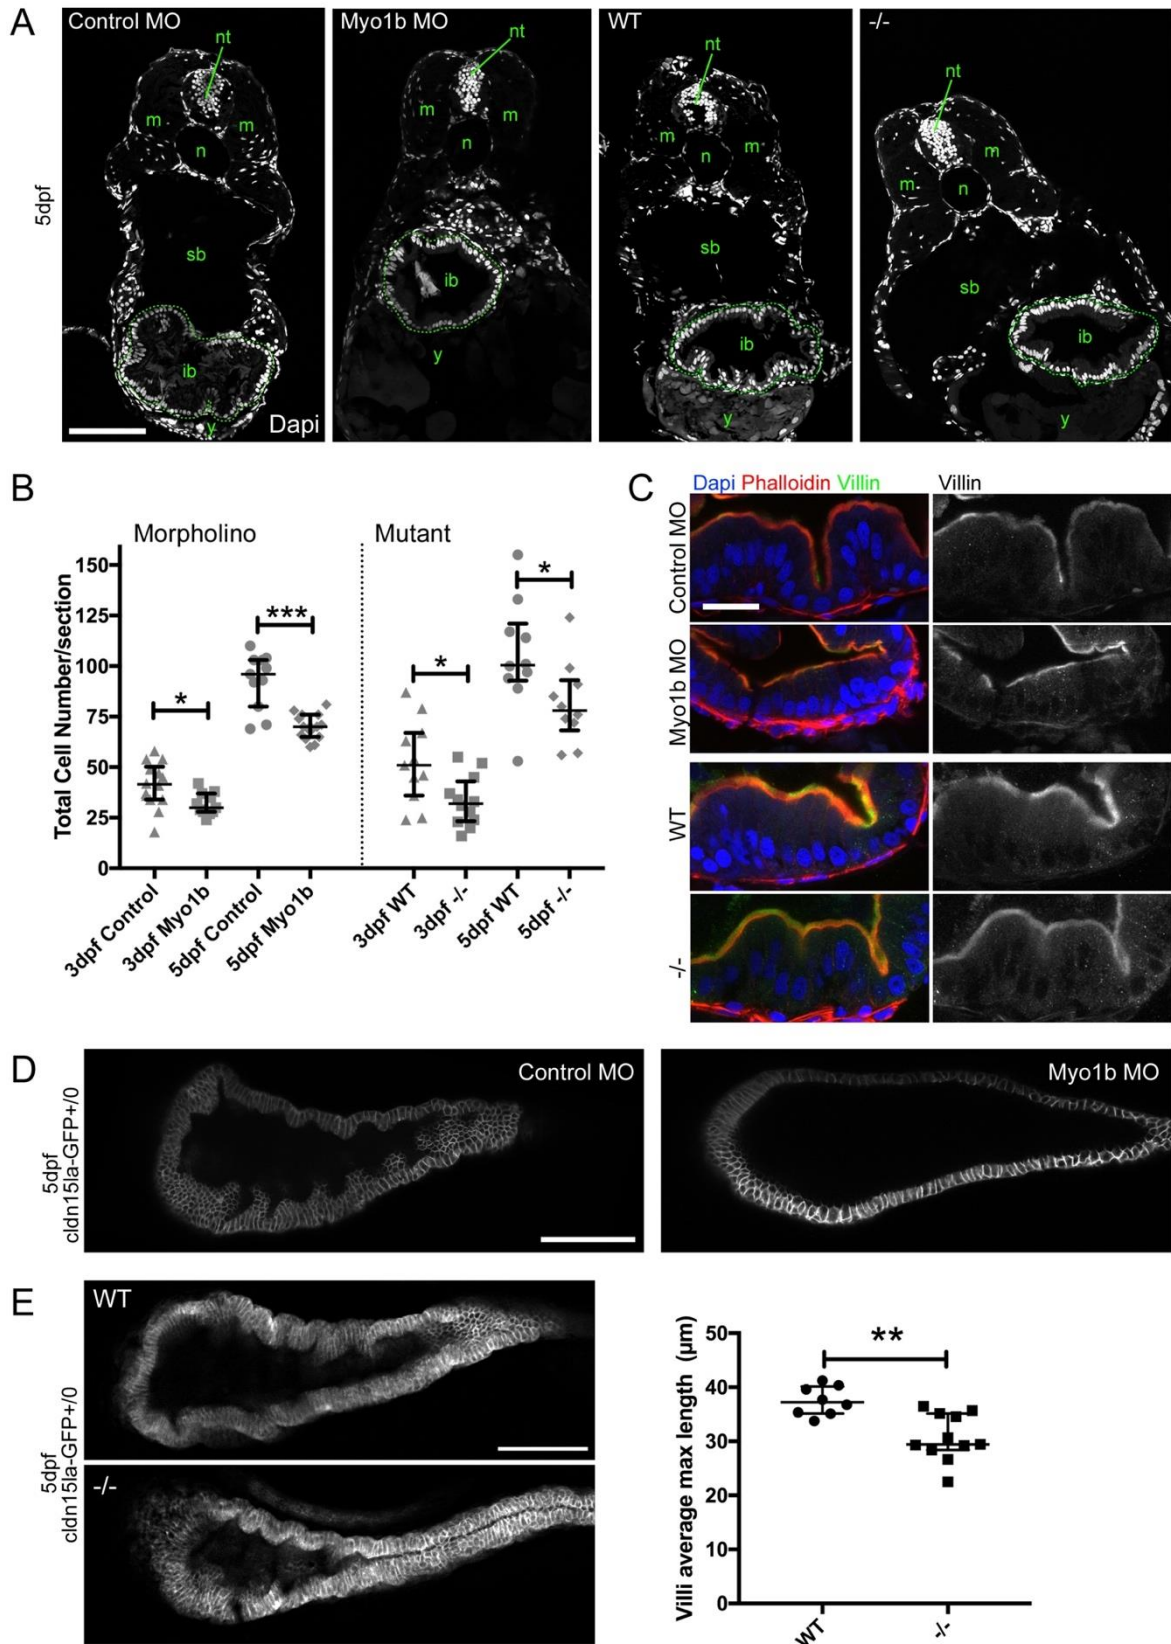 A
Control MO
Myo1b MO
WT
-/-
nt
nt
nt
nt
m
m
m
m
m
m
m
m
n
n
n
n
sb
sb
sb
ib
ib
ib
ib
y
y
y
y
5dpf
Dapi
B
Morpholino
Mutant
Total Cell Number/section
150
125
100
75
50
25
0
*
***
*
*
3dpf Control
3dpf Myo1b
5dpf Control
5dpf Myo1b
3dpf WT
3dpf -/-
5dpf WT
5dpf -/-
C
Dapi Phalloidin Villin
Villin
Control MO
Myo1b MO
WT
-/-
D
Control MO
Myo1b MO
5dpf
cldn15la-GFP+/0
E
WT
-/-
5dpf
cldn15la-GFP+/0
Villi average max length (µm)
50
40
30
20
10
0
**
WT
-/-